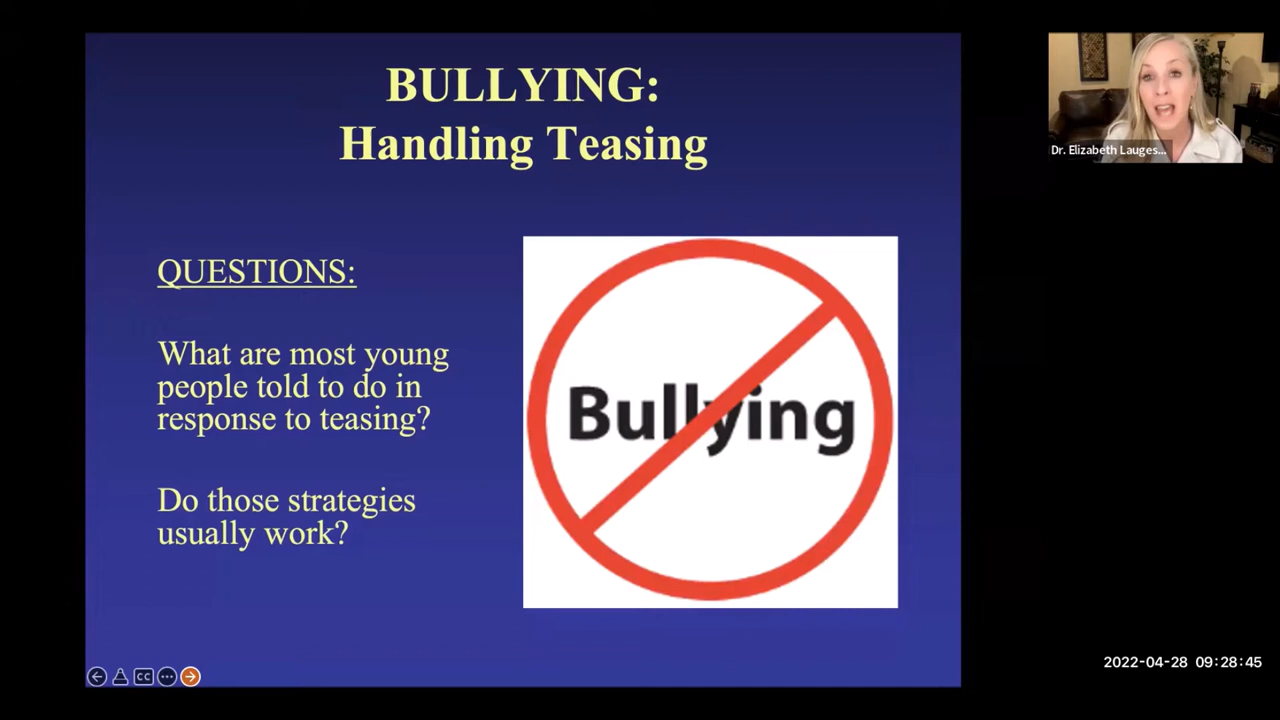 BULLYING:
Handling Teasing
Dr. Elizabeth Lauges...
QUESTIONS:
What are most young
people told to do in
response to teasing?
Do those strategies
usually work?
Bullying
CC
2022-04-28 09:28:45